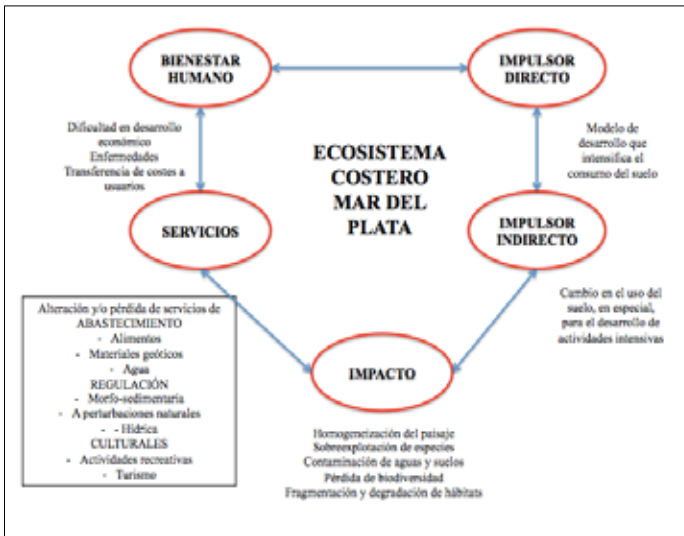 BIENESTAR
HUMANO
IMPULSOR
DIRECTO
Dificultad en desarrollo
económico
Enfermedades
Transferencia de costes a
usuarios
ECOSISTEMA
COSTERO
MAR DEL
PLATA
Modelo de
desarrollo que
intensifica el
consumo del suelo
SERVICIOS
IMPULSOR
INDIRECTO
Alteración y/o pérdida de servicios de
ABASTECIMIENTO
- Alimentos
- Materiales geóticos
- Agua
REGULACIÓN
- Morfo-sedimentaria
- A perturbaciones naturales
- - Hídrica
CULTURALES
- Actividades recreativas
- Turismo
Cambio en el uso del
suelo, en especial,
para el desarrollo de
actividades intensivas
IMPACTO
Homogeneización del paisaje
Sobreexplotación de especies
Contaminación de aguas y suelos
Pérdida de biodiversidad
Fragmentación y degradación de hábitats